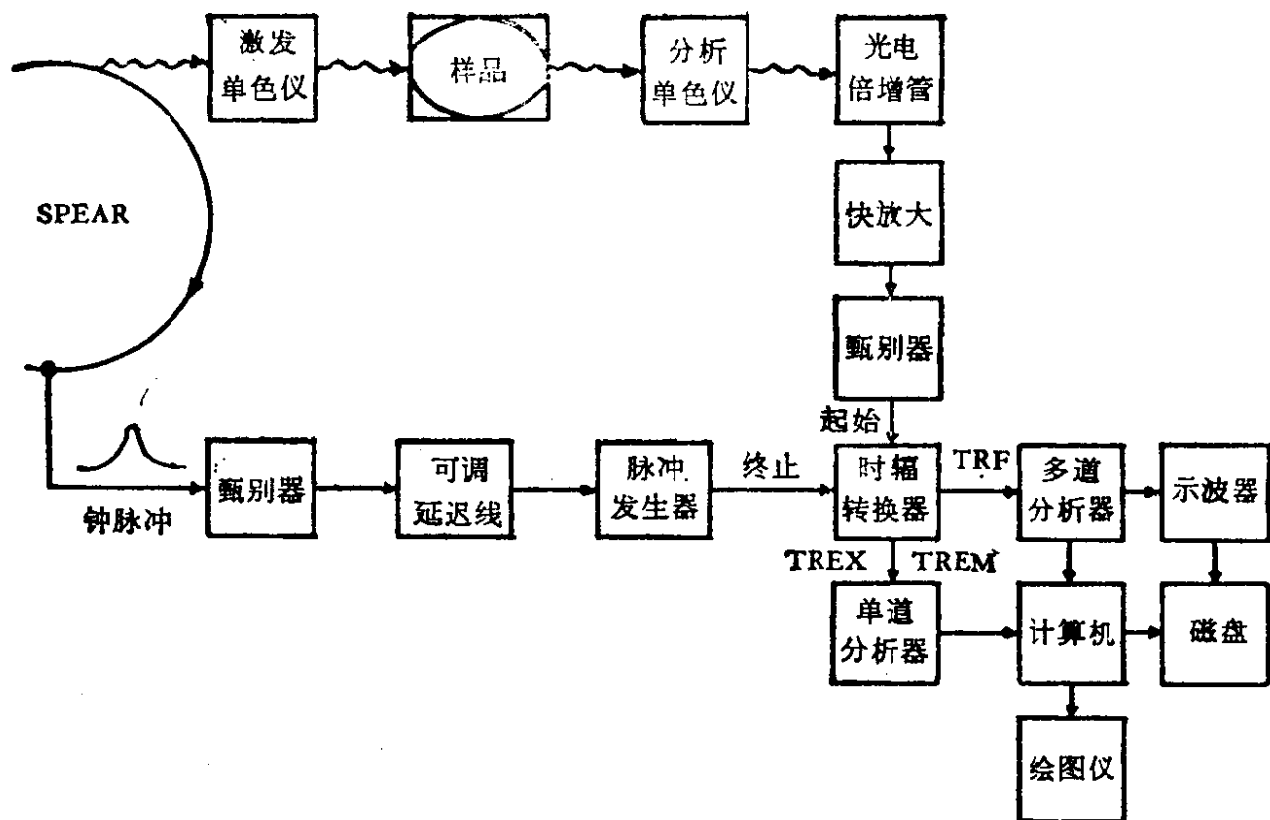 激发
单色仪
样品
分析
单色仪
光电
倍增管
SPEAR
快放大
甄别器
起始
钟脉冲
甄别器
可调
延迟线
脉冲
发生器
终止
时辐
转换器
TRF
多道
分析器
示波器
TREX
TREM
单道
分析器
计算机
磁盘
绘图仪